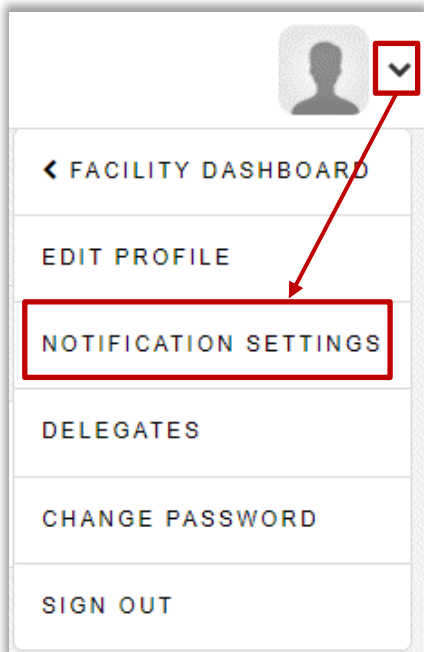 FACILITY DASHBOARD
EDIT PROFILE
NOTIFICATION SETTINGS
DELEGATES
CHANGE PASSWORD
SIGN OUT